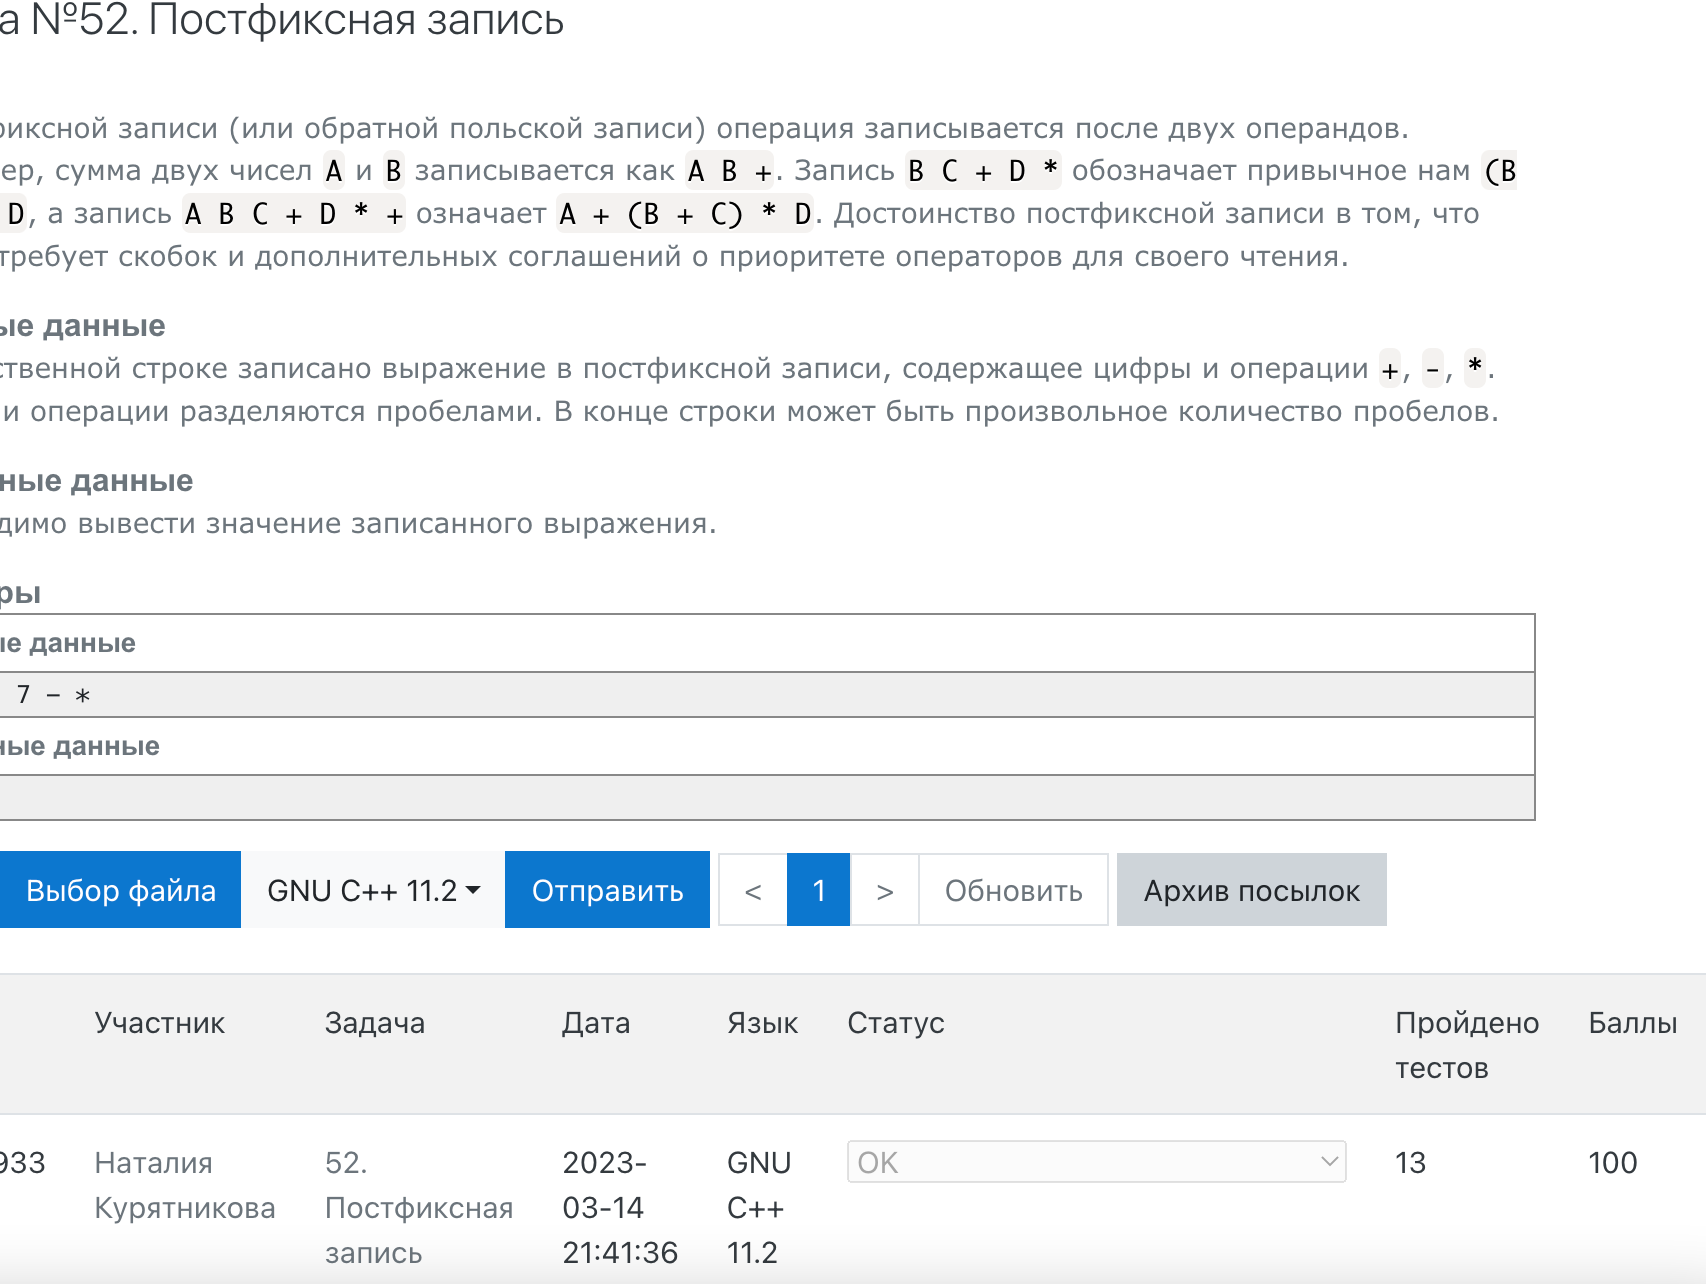 а №52. Постфиксная запись
фиксной записи (или обратной польской записи) операция записывается после двух операндов.
ер, сумма двух чисел A и B записывается как A B +. Запись B C + D * обозначает привычное нам (B
D, а запись A B C + D * + означает A + (B + C) * D. Достоинство постфиксной записи в том, что
требует скобок и дополнительных соглашений о приоритете операторов для своего чтения.
ые данные
ственной строке записано выражение в постфиксной записи, содержащее цифры и операции +, -, *.
и операции разделяются пробелами. В конце строки может быть произвольное количество пробелов.
ные данные
димо вывести значение записанного выражения.
ры
ые данные
7 - *
ные данные
Выбор файла GNU C++ 11.2 Отправить < 1 > Обновить Архив посылок
Участник Задача Дата Язык Статус Пройдено Баллы
тестов
933 Наталия 52. 2023- GNU OK 13 100
Курятникова Постфиксная 03-14 C++
запись 21:41:36 11.2